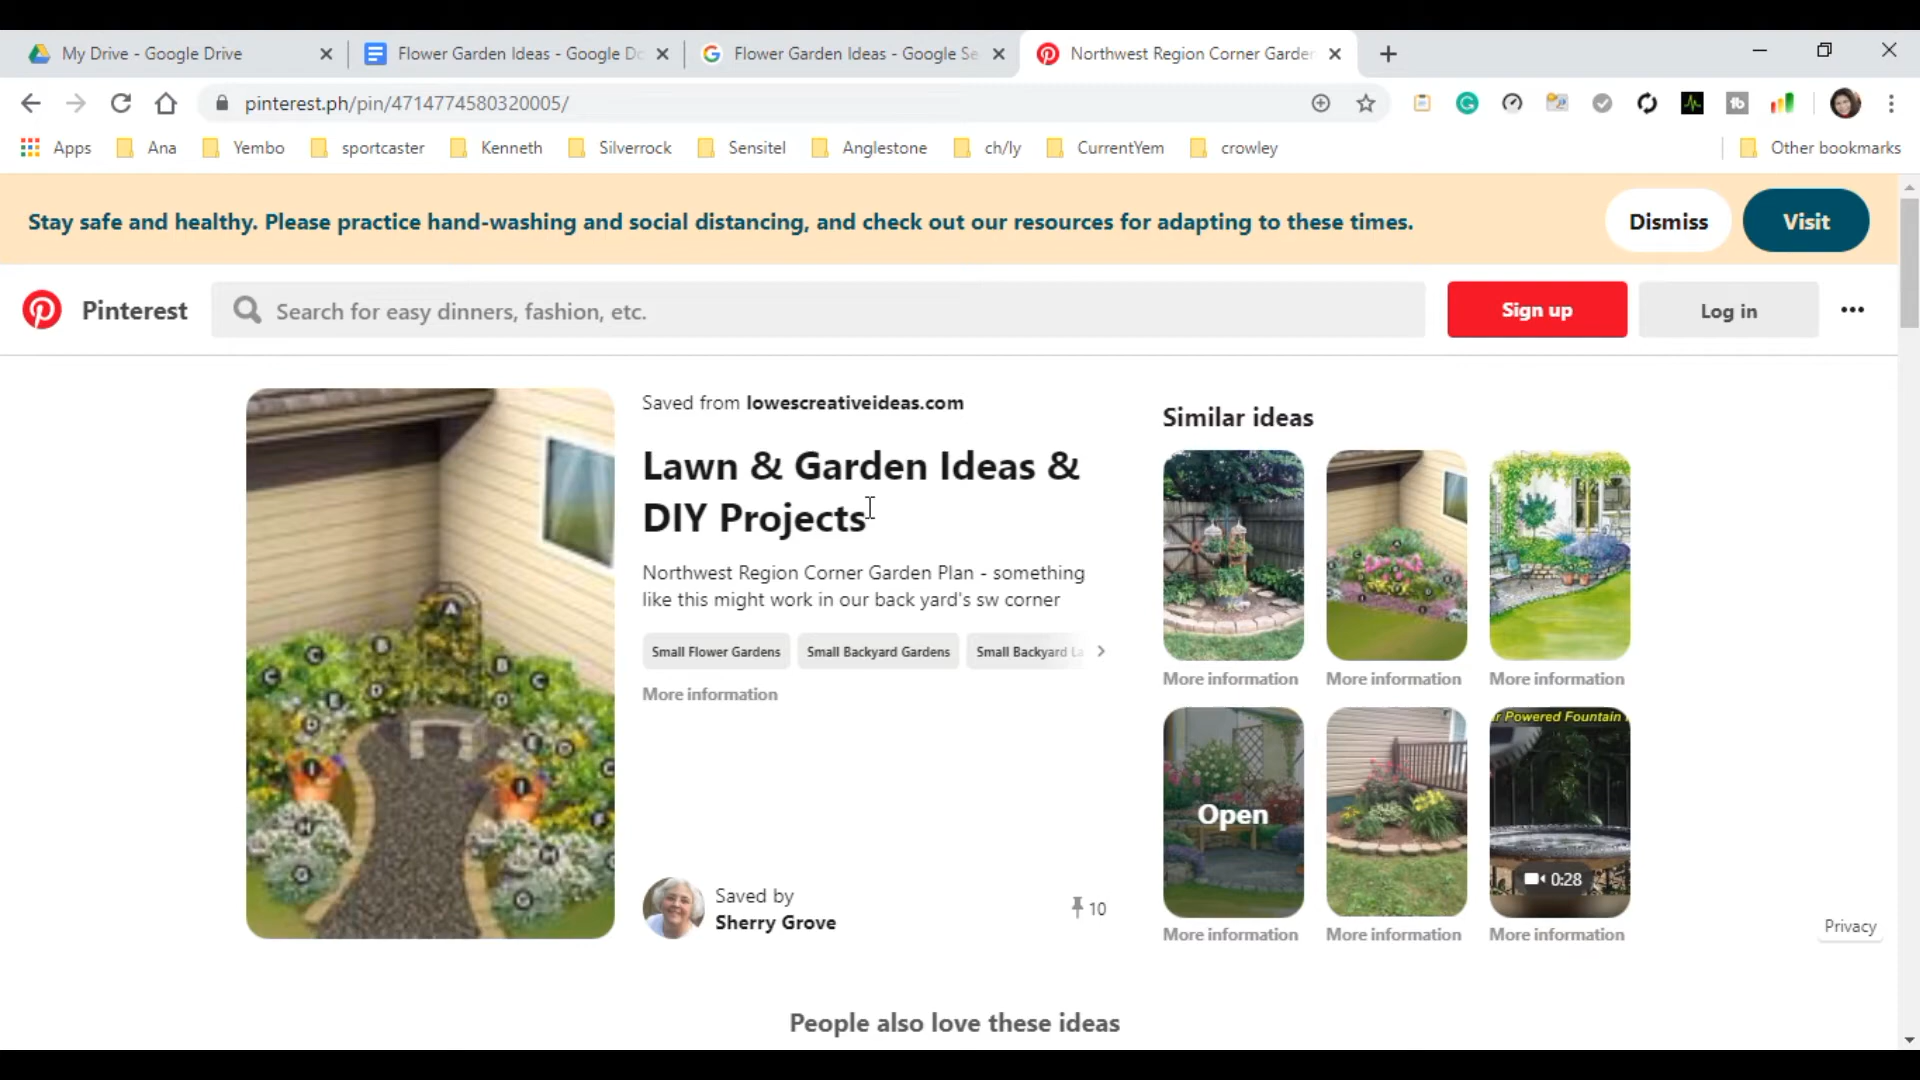 My Drive - Google Drive
Flower Garden Ideas - Google Do
Flower Garden Ideas - Google Se
Northwest Region Corner Garden
pinterest.ph/pin/4714774580320005/
Apps
Ana
Yembo
sportcaster
Kenneth
Silverrock
Sensitel
Anglestone
ch/ly
CurrentYem
crowley
Other bookmarks
Stay safe and healthy. Please practice hand-washing and social distancing, and check out our resources for adapting to these times.
Dismiss
Visit
Pinterest
Search for easy dinners, fashion, etc.
Sign up
Log in
Saved from lowescreativeideas.com
Lawn & Garden Ideas &
DIY Projects
Northwest Region Corner Garden Plan - something
like this might work in our back yard's sw corner
Small Flower Gardens
Small Backyard Gardens
Small Backyard La
More information
Saved by
Sherry Grove
10
Similar ideas
More information
More information
More information
Open
r Powered Fountain
0:28
More information
More information
More information
Privacy
People also love these ideas